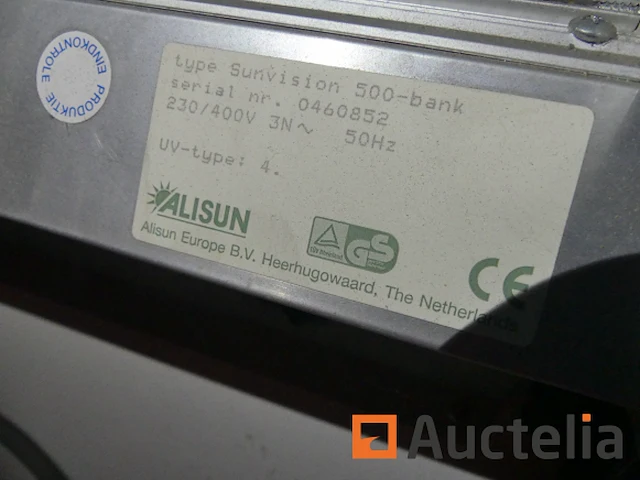 PRODUKTIE EINDKONTROLE
type Sunvision 500-bank
serial nr. 0460852
230/400V 3N~ 50Hz
UV-type: 4.
ALISUN
GS
Alisun Europe B.V. Heerhugowaard, The Netherlands
CE
Auctelia